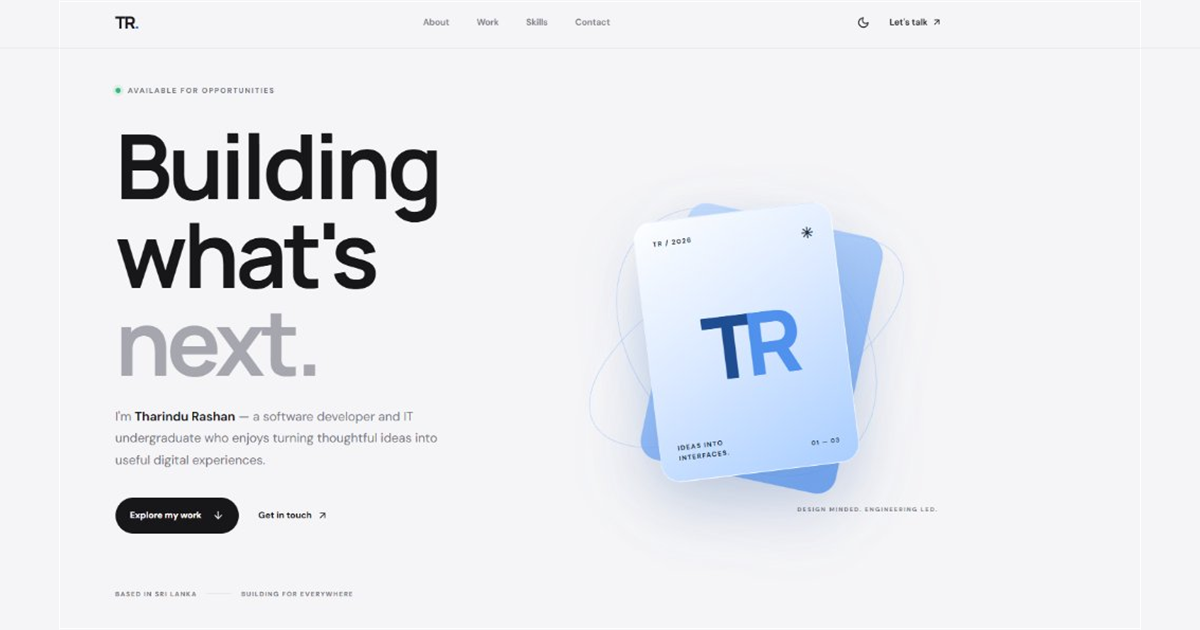 TR.
About Work Skills Contact
Let's talk ↗
AVAILABLE FOR OPPORTUNITIES
Building
what's
next.
I'm Tharindu Rashan — a software developer and IT
undergraduate who enjoys turning thoughtful ideas into
useful digital experiences.
Explore my work ↓
Get in touch ↗
BASED IN SRI LANKA
BUILDING FOR EVERYWHERE
TR / 2026
TR
IDEAS INTO
INTERFACES.
01 — 03
DESIGN MINDED. ENGINEERING LED.